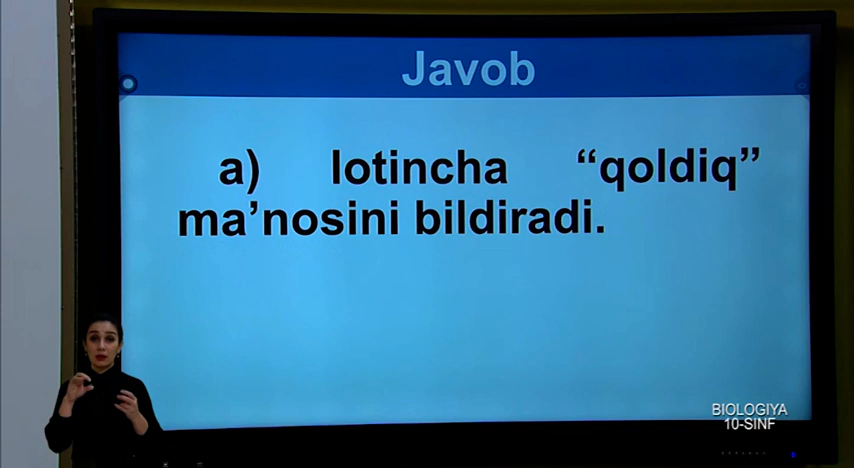 Javob
a) lotincha “qoldiq”
ma’nosini bildiradi.
BIOLOGIYA
10-SINF